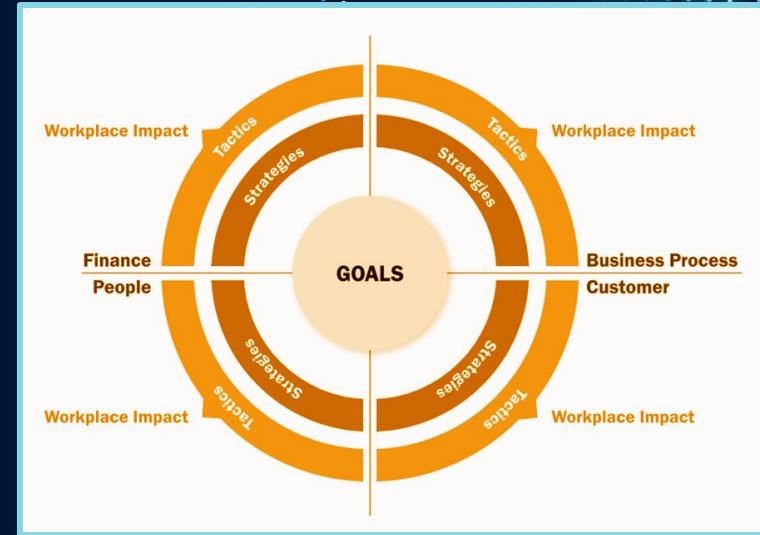 Tactics
Tactics
Workplace Impact
Workplace Impact
Strategies
Strategies
Finance
Business Process
GOALS
People
Customer
Strategies
Strategies
Tactics
Tactics
Workplace Impact
Workplace Impact